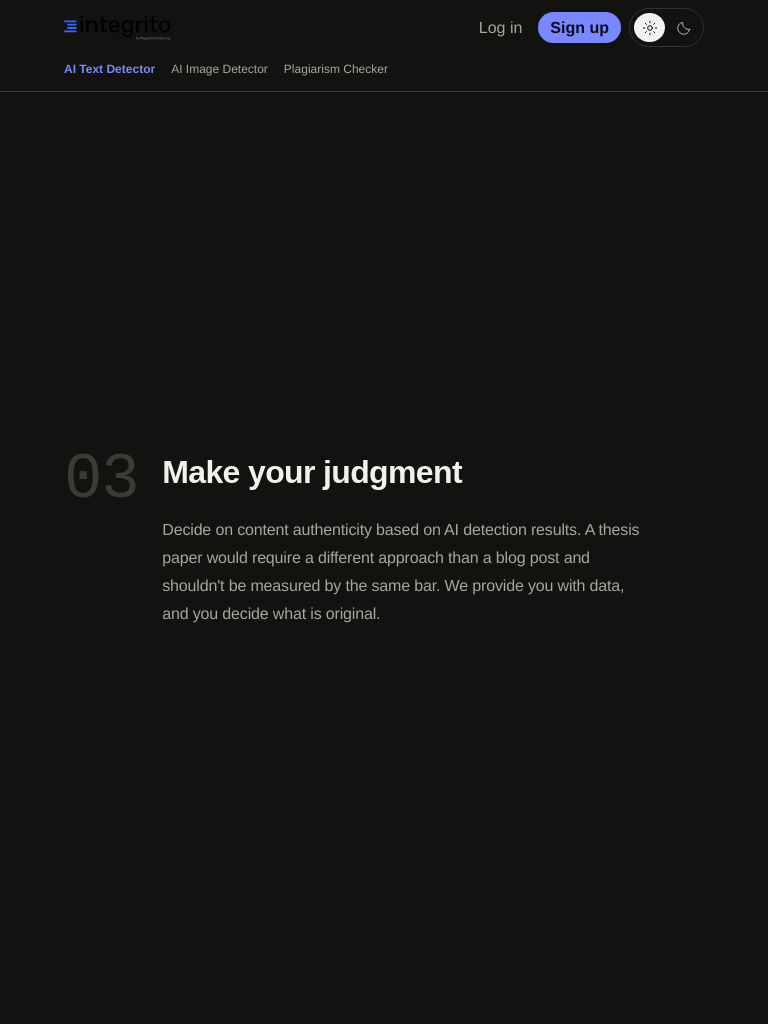 integrito
Log in
Sign up
AI Text Detector
AI Image Detector
Plagiarism Checker
03
Make your judgment
Decide on content authenticity based on AI detection results. A thesis
paper would require a different approach than a blog post and
shouldn't be measured by the same bar. We provide you with data,
and you decide what is original.